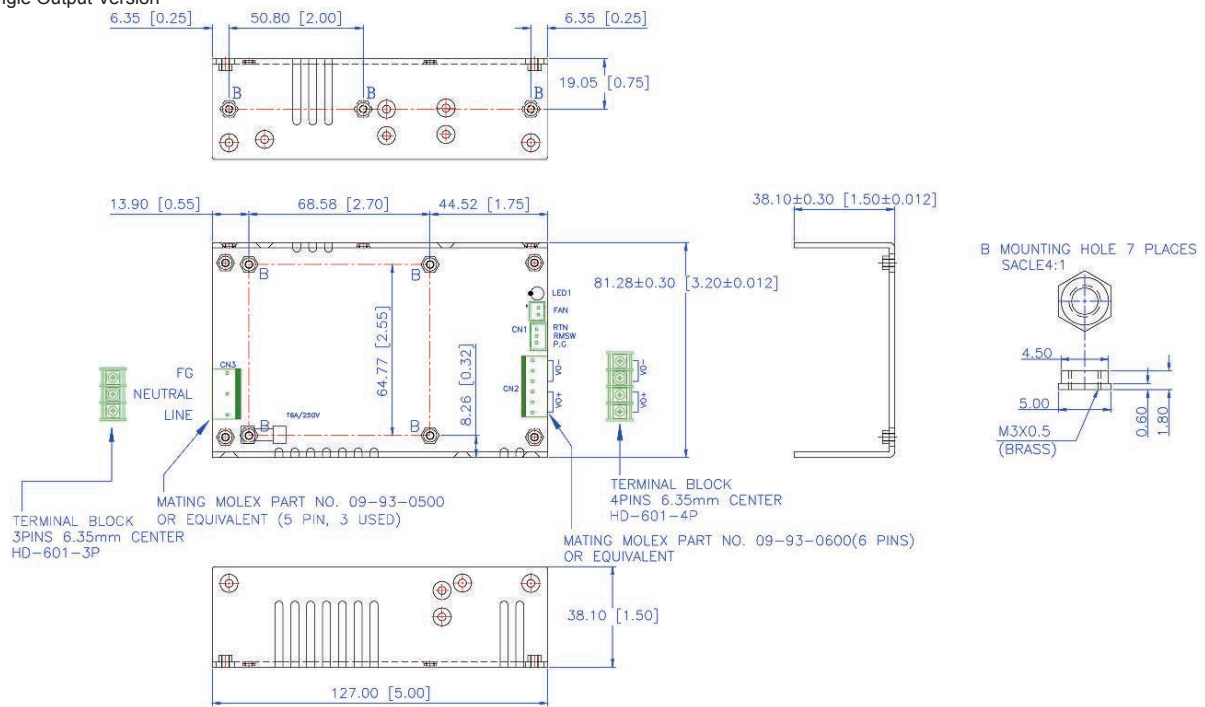 ngle Output Version
6.35 [0.25]
50.80 [2.00]
6.35 [0.25]
19.05 [0.75]
B
B
B
13.90 [0.55]
68.58 [2.70]
44.52 [1.75]
38.10±0.30 [1.50±0.012]
B MOUNTING HOLE 7 PLACES
SACLE4:1
B
B
81.28±0.30 [3.20±0.012]
LED1
FAN
CN1
RTN
RMSW
P.G
64.77 [2.55]
8.26 [0.32]
CN3
FG
NEUTRAL
LINE
CN2
VO-
VO+
VO-
VO+
T6A/250V
B
B
4.50
5.00
0.60
1.80
M3X0.5
(BRASS)
MATING MOLEX PART NO. 09-93-0500
OR EQUIVALENT (5 PIN, 3 USED)
TERMINAL BLOCK
3PINS 6.35mm CENTER
HD-601-3P
TERMINAL BLOCK
4PINS 6.35mm CENTER
HD-601-4P
MATING MOLEX PART NO. 09-93-0600(6 PINS)
OR EQUIVALENT
38.10 [1.50]
127.00 [5.00]